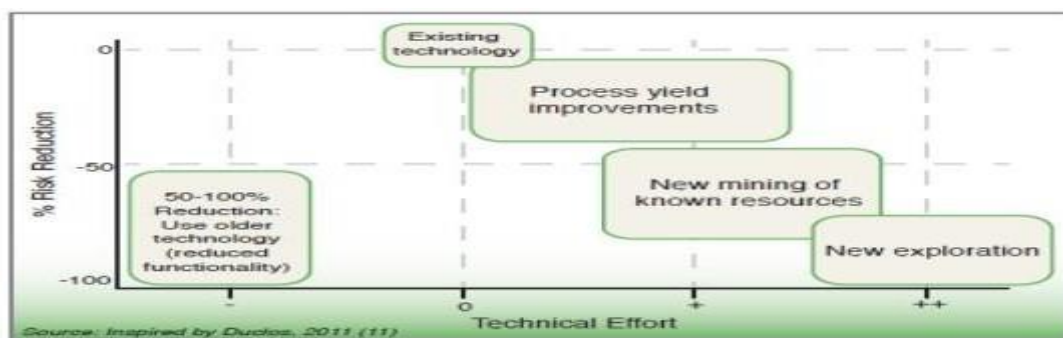 Existing
technology
0
Process yield
improvements
% Risk Reduction
-50
50-100%
Reduction:
Use older
technology
(reduced
functionality)
New mining of
known resources
New exploration
-100
-
o
+
++
Technical Effort
Source: Inspired by Duclos, 2011 (11)